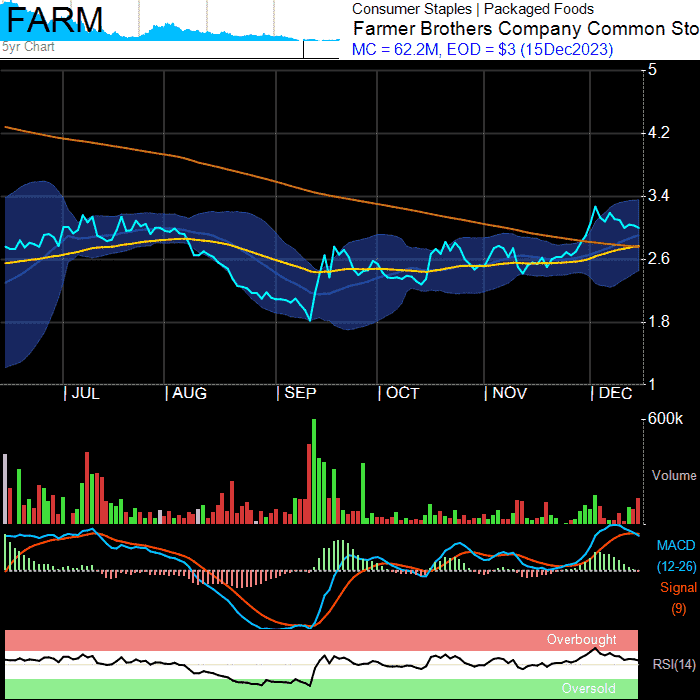 FARM
5yr Chart
Consumer Staples | Packaged Foods
Farmer Brothers Company Common Sto
MC = 62.2M, EOD = $3 (15Dec2023)
5
4.2
3.4
2.6
1.8
1
| JUL | AUG | SEP | OCT | NOV | DEC
600k
Volume
MACD
(12-26)
Signal
(9)
Overbought
RSI(14)
Oversold